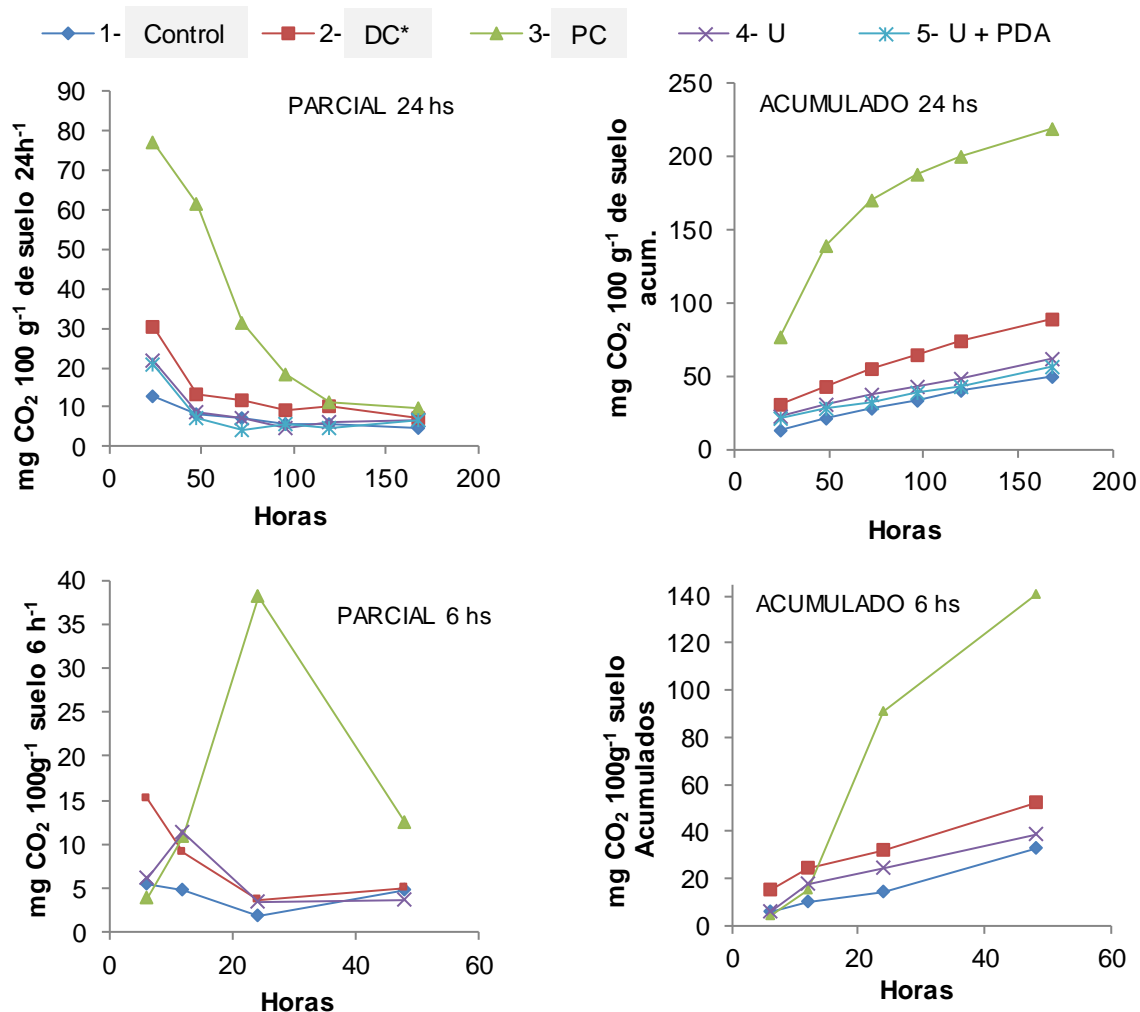 1- Control 2- DC* 3- PC 4- U 5- U + PDA
PARCIAL 24 hs
mg CO₂ 100 g⁻¹ de suelo 24h⁻¹
90
80
70
60
50
40
30
20
10
0
0 50 100 150 200
Horas
ACUMULADO 24 hs
mg CO₂ 100 g⁻¹ de suelo
acum.
250
200
150
100
50
0
0 50 100 150 200
Horas
PARCIAL 6 hs
mg CO₂ 100g⁻¹ suelo 6 h⁻¹
40
35
30
25
20
15
10
5
0
0 20 40 60
Horas
ACUMULADO 6 hs
mg CO₂ 100g⁻¹ suelo
Acumulados
140
120
100
80
60
40
20
0
0 20 40 60
Horas